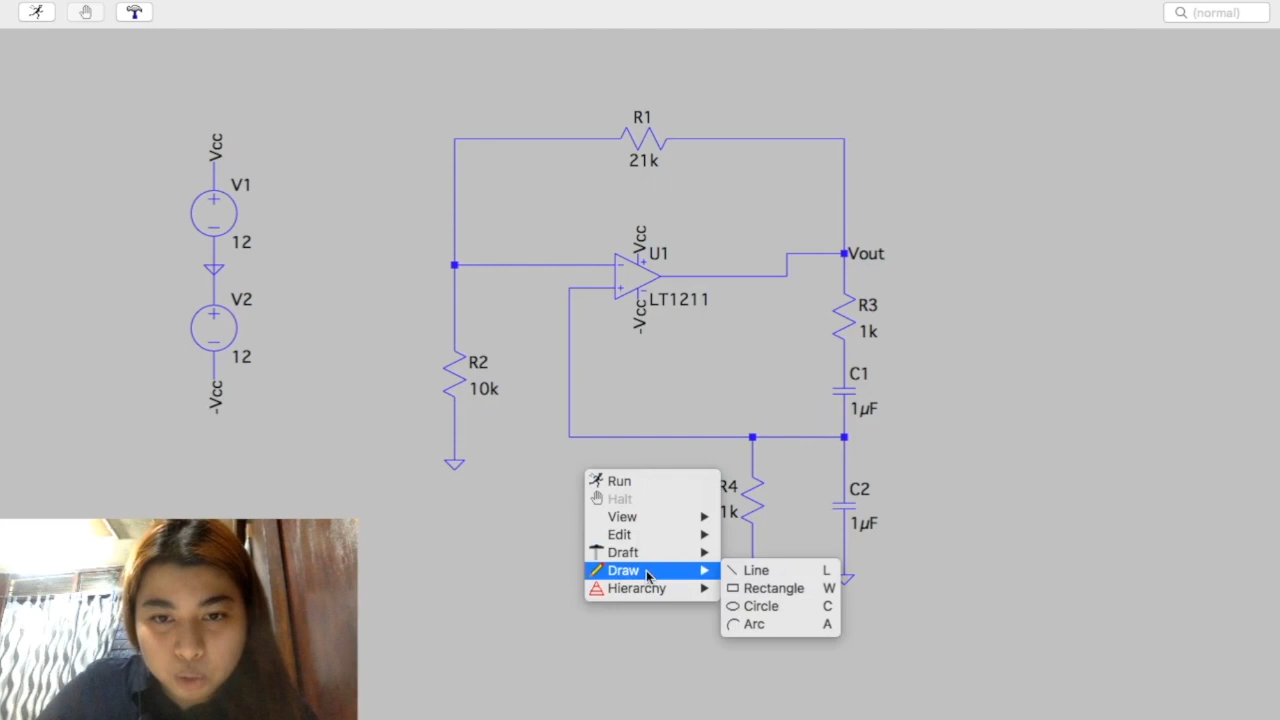 (normal)
Vcc
V1
12
V2
12
-Vcc
R1
21k
Vcc
U1
LT1211
-Vcc
Vout
R2
10k
R3
1k
C1
1µF
R4
1k
C2
1µF
Run
Halt
View
Edit
Draft
Draw
Hierarchy
Line L
Rectangle W
Circle C
Arc A